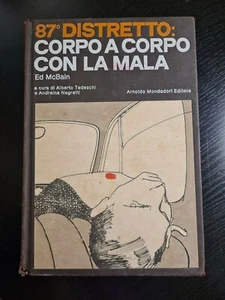 87° DISTRETTO:
CORPO A CORPO
CON LA MALA
Ed McBain
a cura di Alberto Tedeschi
e Andreina Negretti
Arnoldo Mondadori Editore